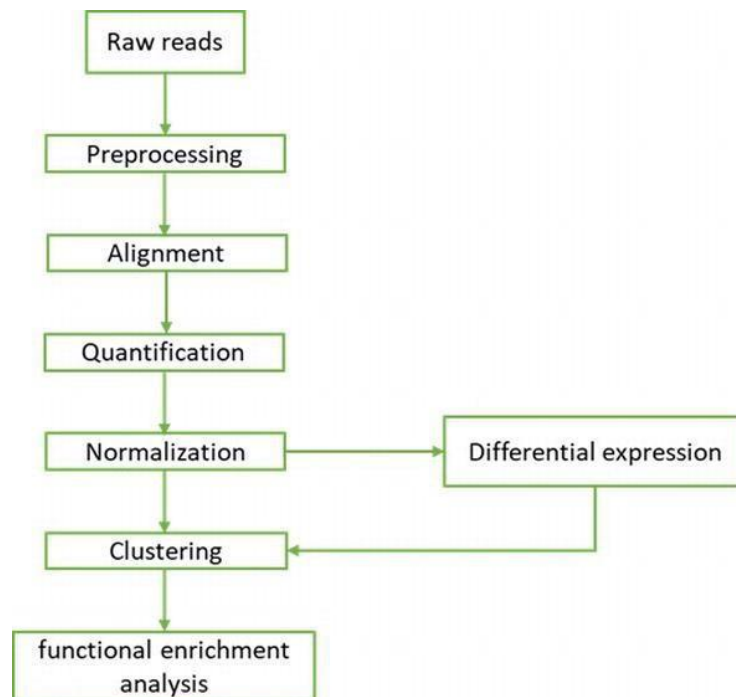 Raw reads
Preprocessing
Alignment
Quantification
Normalization
Differential expression
Clustering
functional enrichment
analysis